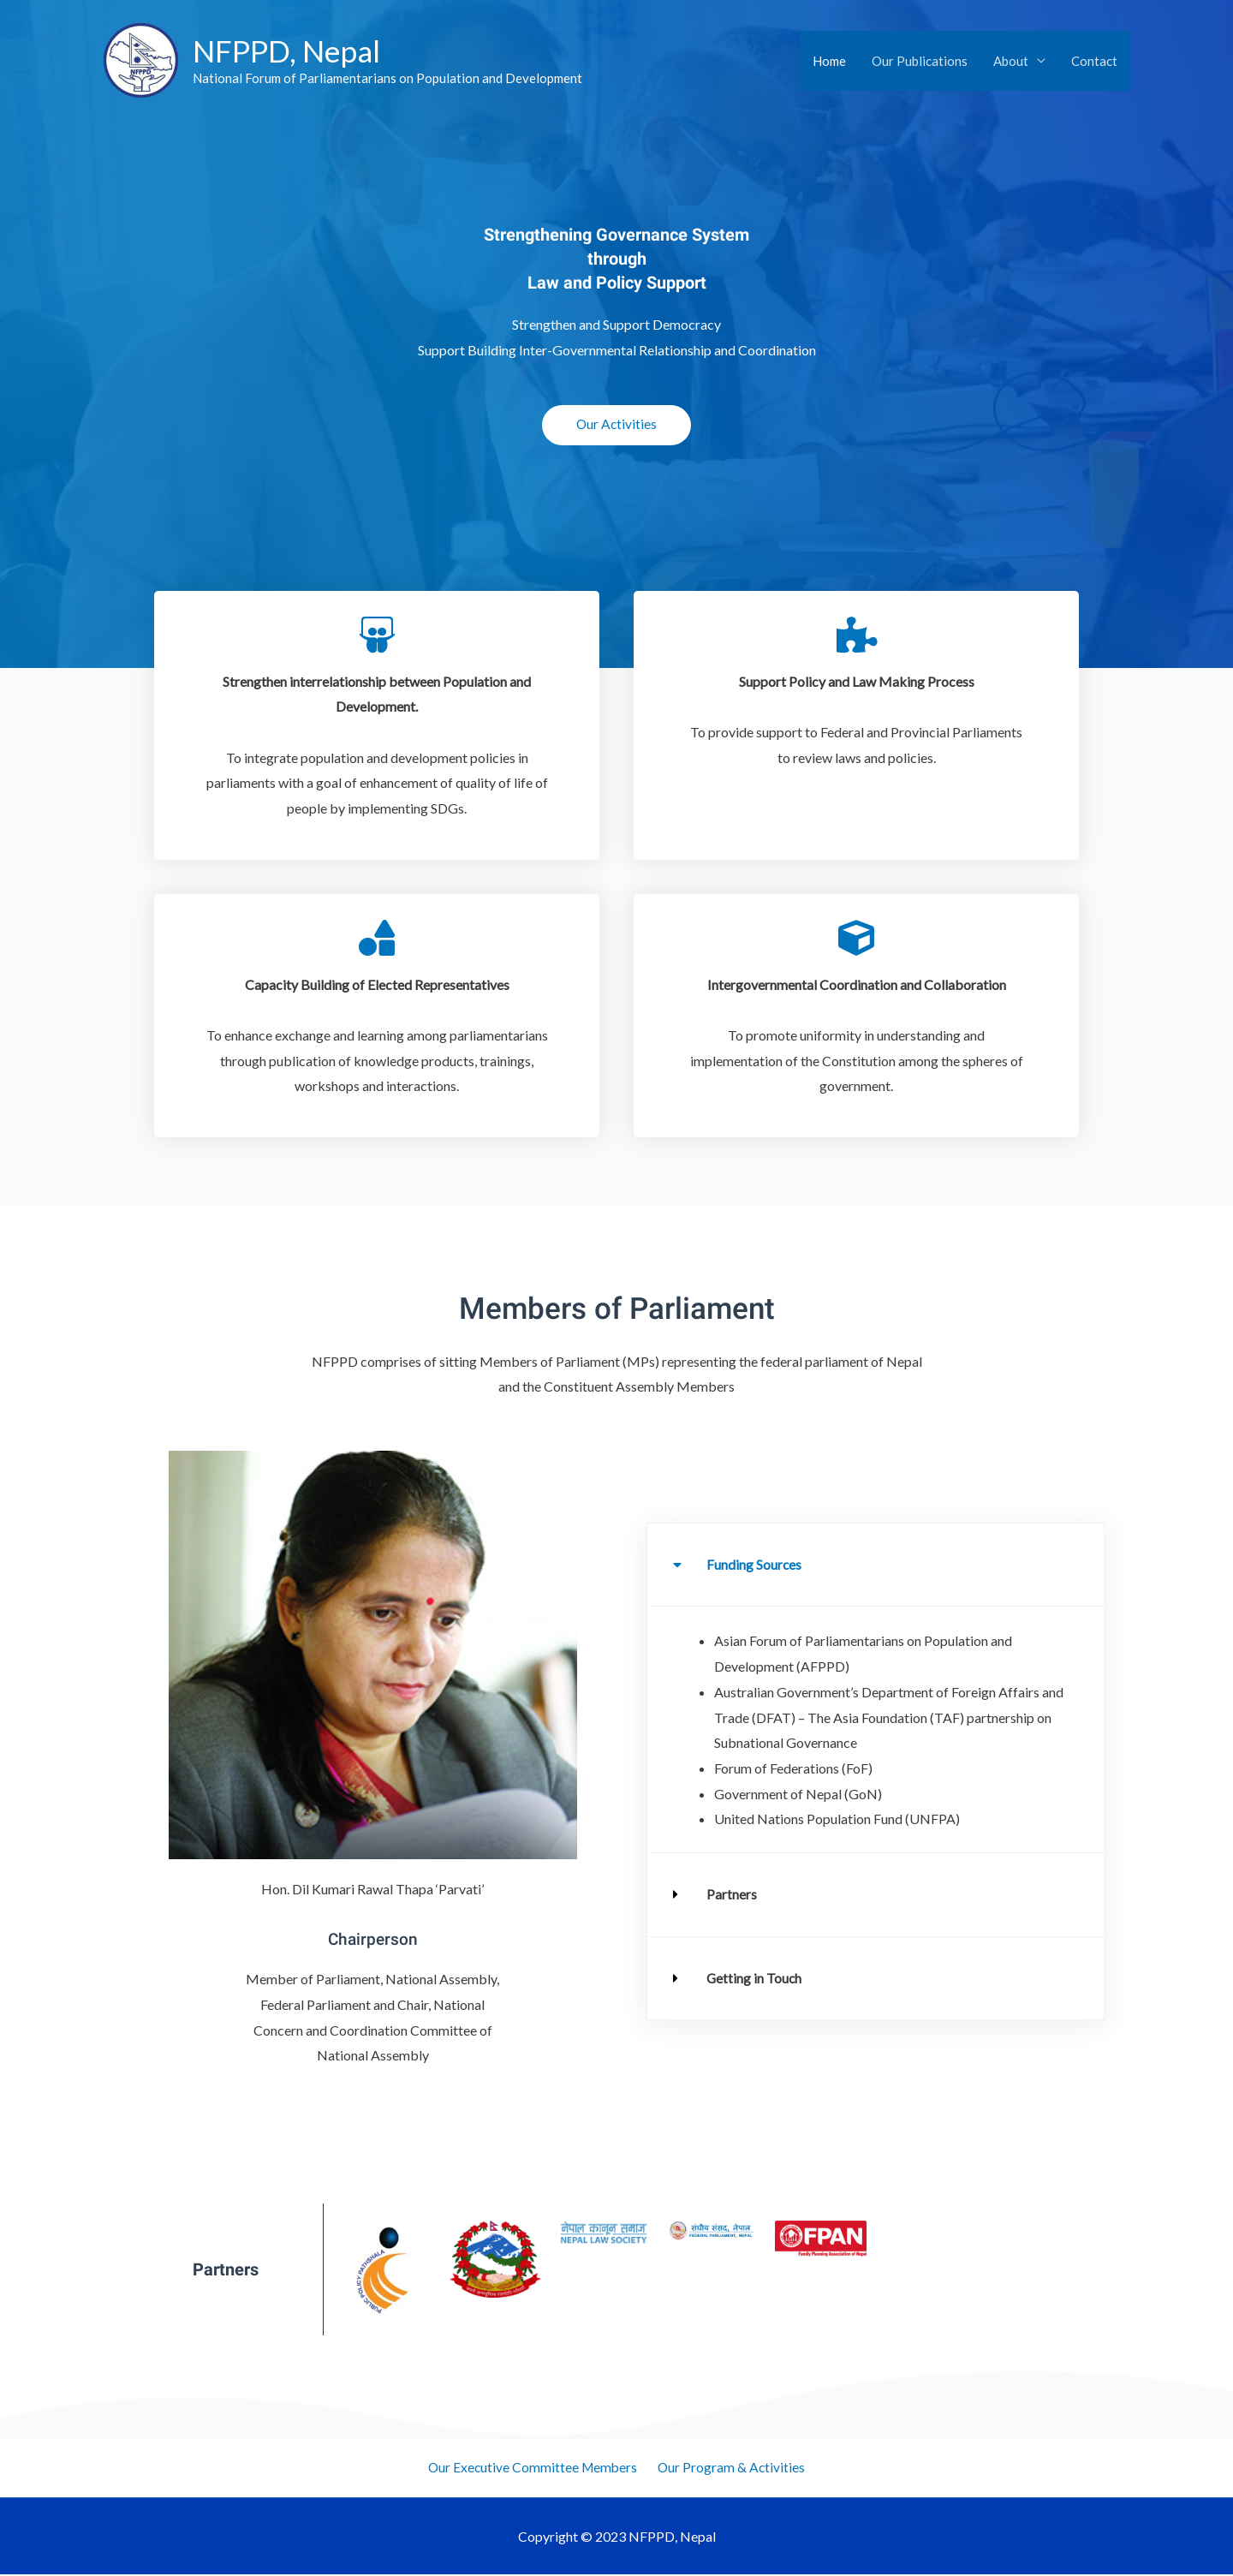 NFPPD
NFPPD, Nepal
National Forum of Parliamentarians on Population and Development
Home
Our Publications
About
Contact
Strengthening Governance System
through
Law and Policy Support
Strengthen and Support Democracy
Support Building Inter-Governmental Relationship and Coordination
Our Activities
Strengthen interrelationship between Population and
Development.
To integrate population and development policies in
parliaments with a goal of enhancement of quality of life of
people by implementing SDGs.
Support Policy and Law Making Process
To provide support to Federal and Provincial Parliaments
to review laws and policies.
Capacity Building of Elected Representatives
To enhance exchange and learning among parliamentarians
through publication of knowledge products, trainings,
workshops and interactions.
Intergovernmental Coordination and Collaboration
To promote uniformity in understanding and
implementation of the Constitution among the spheres of
government.
Members of Parliament
NFPPD comprises of sitting Members of Parliament (MPs) representing the federal parliament of Nepal
and the Constituent Assembly Members
Hon. Dil Kumari Rawal Thapa ‘Parvati’
Chairperson
Member of Parliament, National Assembly,
Federal Parliament and Chair, National
Concern and Coordination Committee of
National Assembly
Funding Sources
• Asian Forum of Parliamentarians on Population and
Development (AFPPD)
• Australian Government’s Department of Foreign Affairs and
Trade (DFAT) – The Asia Foundation (TAF) partnership on
Subnational Governance
• Forum of Federations (FoF)
• Government of Nepal (GoN)
• United Nations Population Fund (UNFPA)
Partners
Getting in Touch
Partners
PUBLIC POLICY PATHSHALA
नेपाल कानून समाज
NEPAL LAW SOCIETY
संघीय संसद, नेपाल
FEDERAL PARLIAMENT, NEPAL
FPAN
Family Planning Association of Nepal
Our Executive Committee Members
Our Program & Activities
Copyright © 2023 NFPPD, Nepal